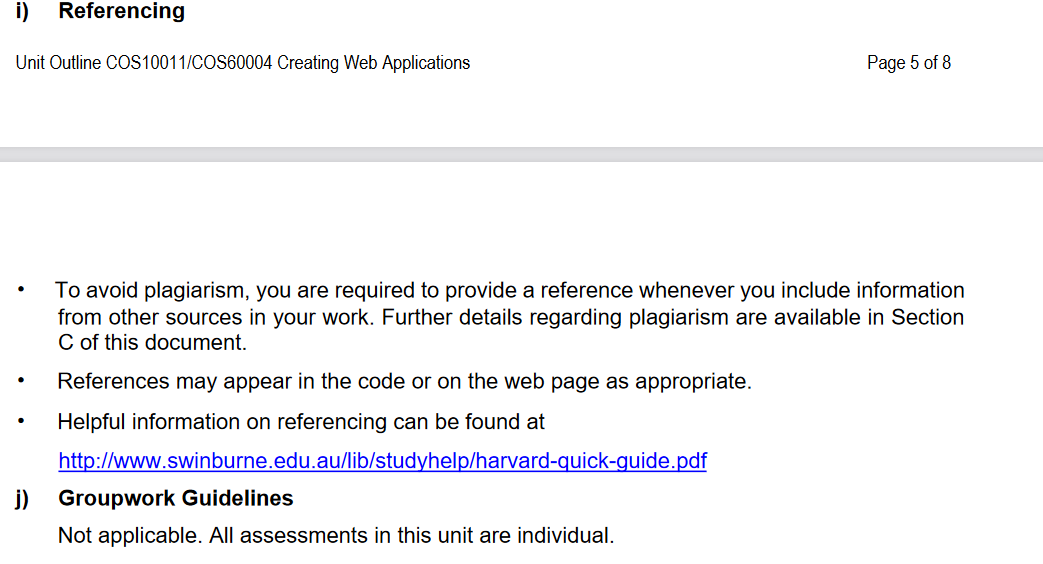 i) Referencing
Unit Outline COS10011/COS60004 Creating Web Applications Page 5 of 8
• To avoid plagiarism, you are required to provide a reference whenever you include information
from other sources in your work. Further details regarding plagiarism are available in Section
C of this document.
• References may appear in the code or on the web page as appropriate.
• Helpful information on referencing can be found at
http://www.swinburne.edu.au/lib/studyhelp/harvard-quick-guide.pdf
j) Groupwork Guidelines
Not applicable. All assessments in this unit are individual.